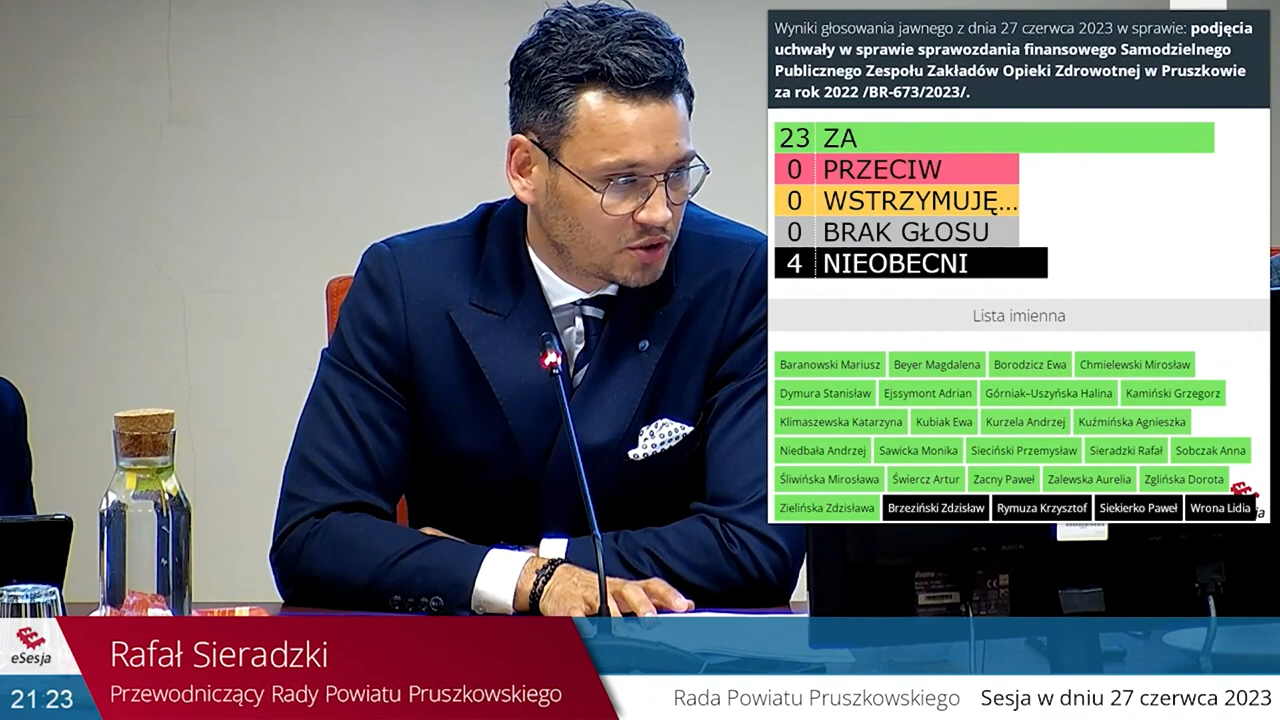 Wyniki głosowania jawnego z dnia 27 czerwca 2023 w sprawie: podjęcia
uchwały w sprawie sprawozdania finansowego Samodzielnego
Publicznego Zespołu Zakładów Opieki Zdrowotnej w Pruszkowie
za rok 2022 /BR-673/2023/.
23 ZA
0 PRZECIW
0 WSTRZYMUJĘ...
0 BRAK GŁOSU
4 NIEOBECNI
Lista imienna
Baranowski Mariusz Beyer Magdalena Borodzicz Ewa Chmielewski Mirosław
Dymura Stanisław Ejssymont Adrian Górniak–Uszyńska Halina Kamiński Grzegorz
Klimaszewska Katarzyna Kubiak Ewa Kurzela Andrzej Kuźmińska Agnieszka
Niedbała Andrzej Sawicka Monika Sieciński Przemysław Sieradzki Rafał Sobczak Anna
Śliwińska Mirosława Świercz Artur Zacny Paweł Zalewska Aurelia Zglińska Dorota
Zielińska Zdzisława Brzeziński Zdzisław Rymuza Krzysztof Siekierko Paweł Wrona Lidia
eSesja
21:23
Rafał Sieradzki
Przewodniczący Rady Powiatu Pruszkowskiego
Rada Powiatu Pruszkowskiego Sesja w dniu 27 czerwca 2023